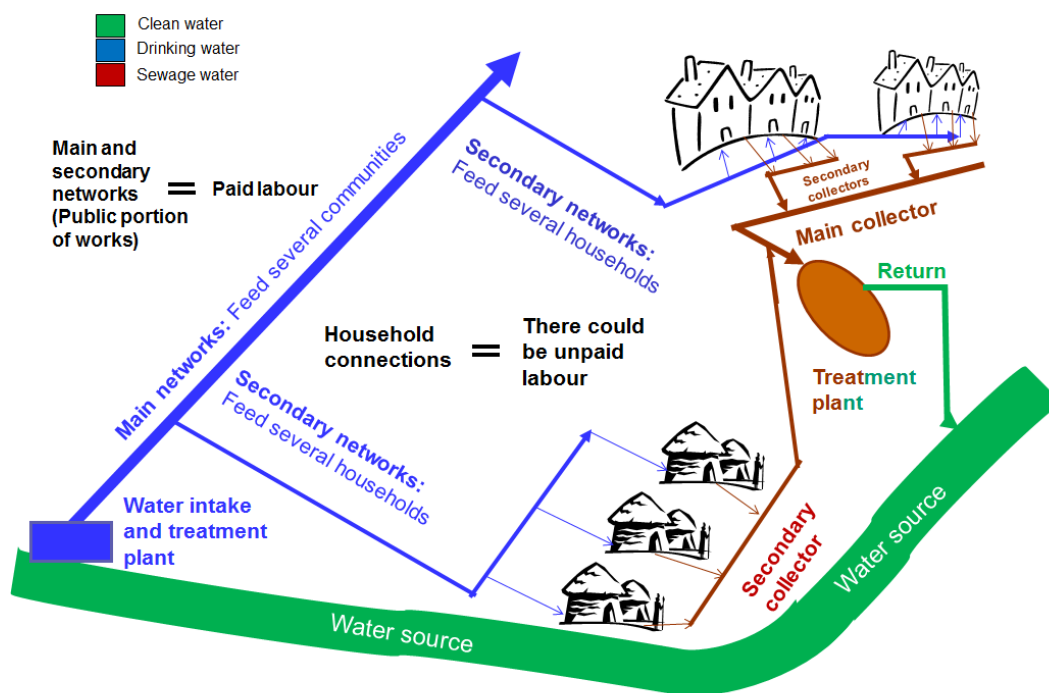 Clean water
Drinking water
Sewage water
Main and
secondary
networks
(Public portion
of works)
=
Paid labour
Main networks: Feed several communities
Secondary networks:
Feed several households
Secondary
collectors
Main collector
Return
Household
connections
=
There could
be unpaid
labour
Treatment
plant
Secondary networks:
Feed several households
Water intake
and treatment
plant
Secondary
collector
Water source
Water source